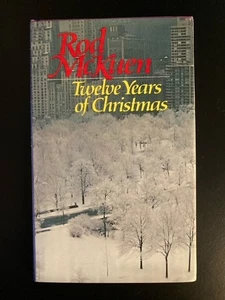 Rod
McKuen
Twelve Years
of Christmas